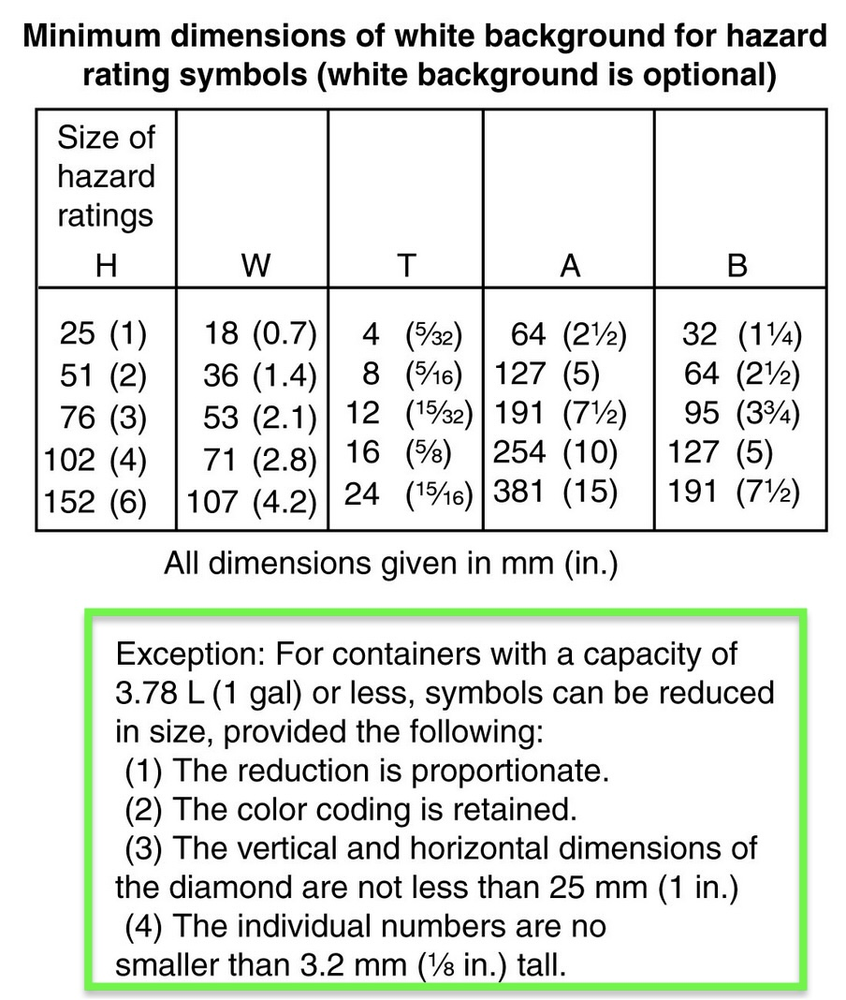 Minimum dimensions of white background for hazard
rating symbols (white background is optional)
Size of
hazard
ratings
H W T A B
25 (1) 18 (0.7) 4 (5⁄32) 64 (2½) 32 (1¼)
51 (2) 36 (1.4) 8 (5⁄16) 127 (5) 64 (2½)
76 (3) 53 (2.1) 12 (15⁄32) 191 (7½) 95 (3¾)
102 (4) 71 (2.8) 16 (⅝) 254 (10) 127 (5)
152 (6) 107 (4.2) 24 (15⁄16) 381 (15) 191 (7½)
All dimensions given in mm (in.)
Exception: For containers with a capacity of
3.78 L (1 gal) or less, symbols can be reduced
in size, provided the following:
(1) The reduction is proportionate.
(2) The color coding is retained.
(3) The vertical and horizontal dimensions of
the diamond are not less than 25 mm (1 in.)
(4) The individual numbers are no
smaller than 3.2 mm (⅛ in.) tall.